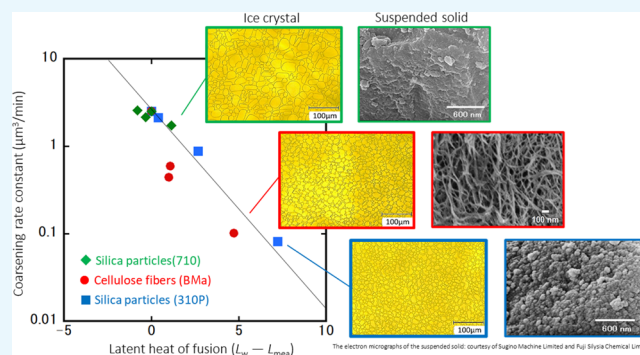 Ice crystal
Suspended solid
10
1
0.1
0.01
Coarsening rate constant (μm³/min)
−5
0
5
10
Latent heat of fusion (Lw — Lmea)
Silica particles(710)
Cellulose fibers (BMa)
Silica particles (310P)
100μm
600 nm
100μm
100 nm
100μm
600 nm
The electron micrographs of the suspended solid: courtesy of Sugino Machine Limited and Fuji Silysia Chemical